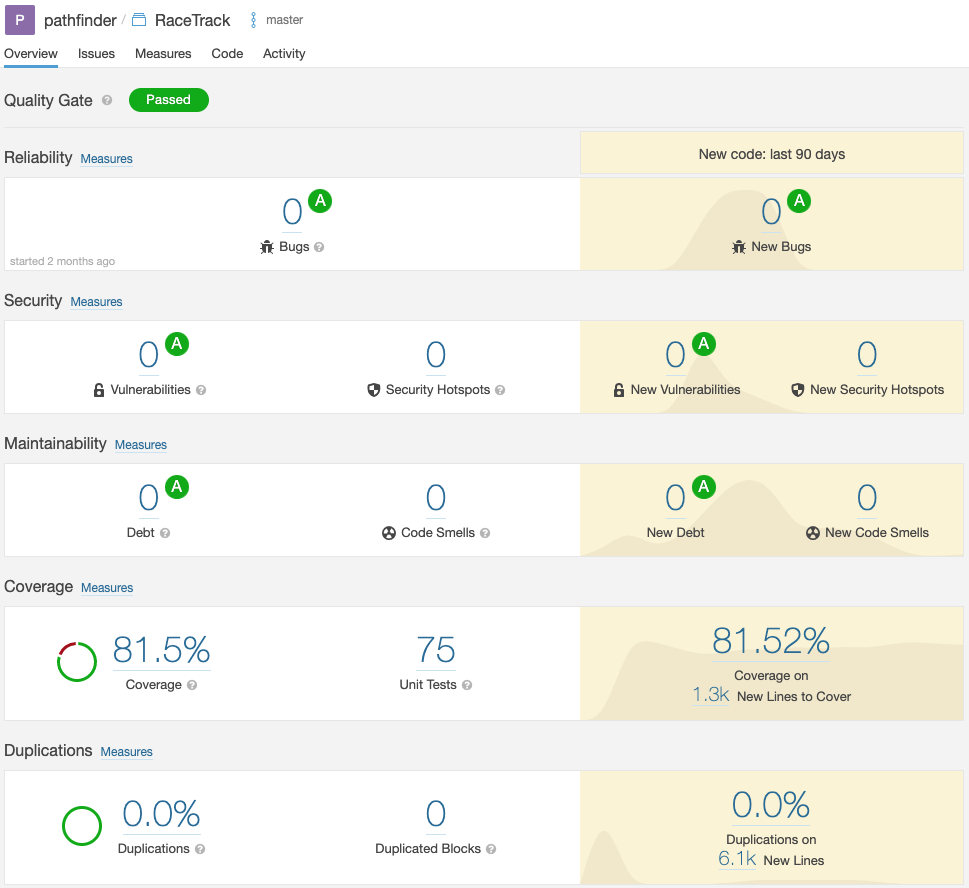 P pathfinder / RaceTrack master
Overview Issues Measures Code Activity
Quality Gate ? Passed
Reliability Measures
New code: last 90 days
0 A
Bugs ?
started 2 months ago
0 A
New Bugs
Security Measures
0 A
Vulnerabilities ?
0
Security Hotspots ?
0 A
New Vulnerabilities
0
New Security Hotspots
Maintainability Measures
0 A
Debt ?
0
Code Smells ?
0 A
New Debt
0
New Code Smells
Coverage Measures
81.5%
Coverage ?
75
Unit Tests ?
81.52%
Coverage on
1.3k New Lines to Cover
Duplications Measures
0.0%
Duplications ?
0
Duplicated Blocks ?
0.0%
Duplications on
6.1k New Lines